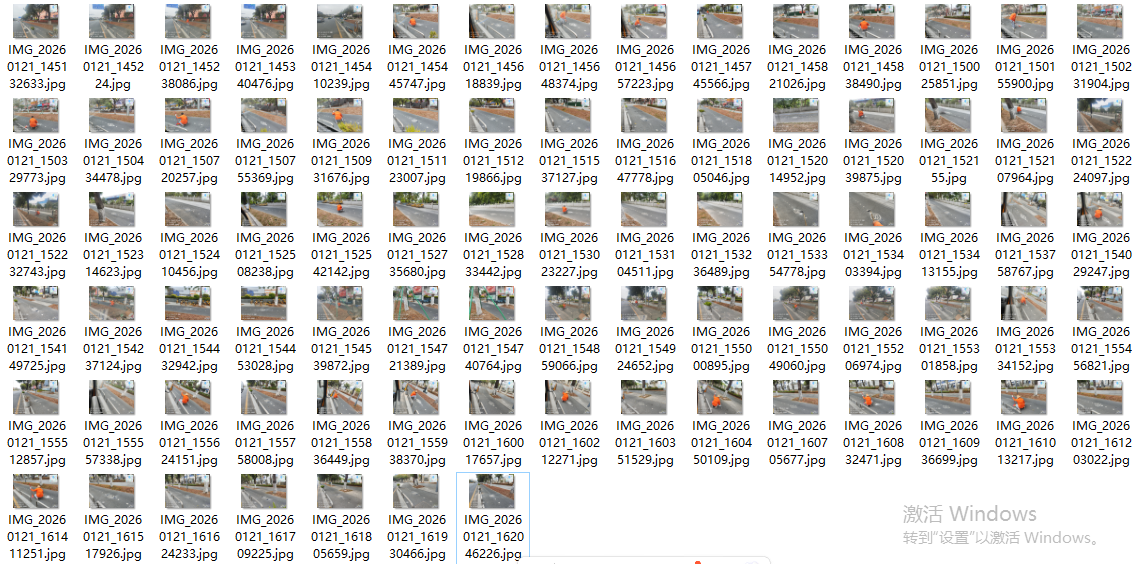 IMG_2026 IMG_2026 IMG_2026 IMG_2026 IMG_2026 IMG_2026 IMG_2026 IMG_2026 IMG_2026 IMG_2026 IMG_2026 IMG_2026 IMG_2026 IMG_2026 IMG_2026
0121_1451 0121_1452 0121_1452 0121_1453 0121_1454 0121_1454 0121_1456 0121_1456 0121_1456 0121_1457 0121_1458 0121_1458 0121_1500 0121_1501 0121_1502
32633.jpg 24.jpg 38086.jpg 40476.jpg 10239.jpg 45747.jpg 18839.jpg 48374.jpg 57223.jpg 45566.jpg 21026.jpg 38490.jpg 25851.jpg 55900.jpg 31904.jpg
IMG_2026 IMG_2026 IMG_2026 IMG_2026 IMG_2026 IMG_2026 IMG_2026 IMG_2026 IMG_2026 IMG_2026 IMG_2026 IMG_2026 IMG_2026 IMG_2026 IMG_2026
0121_1503 0121_1504 0121_1507 0121_1507 0121_1509 0121_1511 0121_1512 0121_1515 0121_1516 0121_1518 0121_1520 0121_1520 0121_1521 0121_1521 0121_1522
29773.jpg 34478.jpg 20257.jpg 55369.jpg 31676.jpg 23007.jpg 19866.jpg 37127.jpg 47778.jpg 05046.jpg 14952.jpg 39875.jpg 55.jpg 07964.jpg 24097.jpg
IMG_2026 IMG_2026 IMG_2026 IMG_2026 IMG_2026 IMG_2026 IMG_2026 IMG_2026 IMG_2026 IMG_2026 IMG_2026 IMG_2026 IMG_2026 IMG_2026 IMG_2026
0121_1522 0121_1523 0121_1524 0121_1525 0121_1525 0121_1527 0121_1528 0121_1530 0121_1531 0121_1532 0121_1533 0121_1534 0121_1534 0121_1537 0121_1540
32743.jpg 14623.jpg 10456.jpg 08238.jpg 42142.jpg 35680.jpg 33442.jpg 23227.jpg 04511.jpg 36489.jpg 54778.jpg 03394.jpg 13155.jpg 58767.jpg 29247.jpg
IMG_2026 IMG_2026 IMG_2026 IMG_2026 IMG_2026 IMG_2026 IMG_2026 IMG_2026 IMG_2026 IMG_2026 IMG_2026 IMG_2026 IMG_2026 IMG_2026 IMG_2026
0121_1541 0121_1542 0121_1544 0121_1544 0121_1545 0121_1547 0121_1547 0121_1548 0121_1549 0121_1550 0121_1550 0121_1552 0121_1553 0121_1553 0121_1554
49725.jpg 37124.jpg 32942.jpg 53028.jpg 39872.jpg 21389.jpg 40764.jpg 59066.jpg 24652.jpg 00895.jpg 49060.jpg 06974.jpg 01858.jpg 34152.jpg 56821.jpg
IMG_2026 IMG_2026 IMG_2026 IMG_2026 IMG_2026 IMG_2026 IMG_2026 IMG_2026 IMG_2026 IMG_2026 IMG_2026 IMG_2026 IMG_2026 IMG_2026 IMG_2026
0121_1555 0121_1555 0121_1556 0121_1557 0121_1558 0121_1559 0121_1600 0121_1602 0121_1603 0121_1604 0121_1607 0121_1608 0121_1609 0121_1610 0121_1612
12857.jpg 57338.jpg 24151.jpg 58008.jpg 36449.jpg 38370.jpg 17657.jpg 12271.jpg 51529.jpg 50109.jpg 05677.jpg 32471.jpg 36699.jpg 13217.jpg 03022.jpg
IMG_2026 IMG_2026 IMG_2026 IMG_2026 IMG_2026 IMG_2026 IMG_2026
0121_1614 0121_1615 0121_1616 0121_1617 0121_1618 0121_1619 0121_1620
11251.jpg 17926.jpg 24233.jpg 09225.jpg 05659.jpg 30466.jpg 46226.jpg
激活 Windows
转到"设置"以激活 Windows。